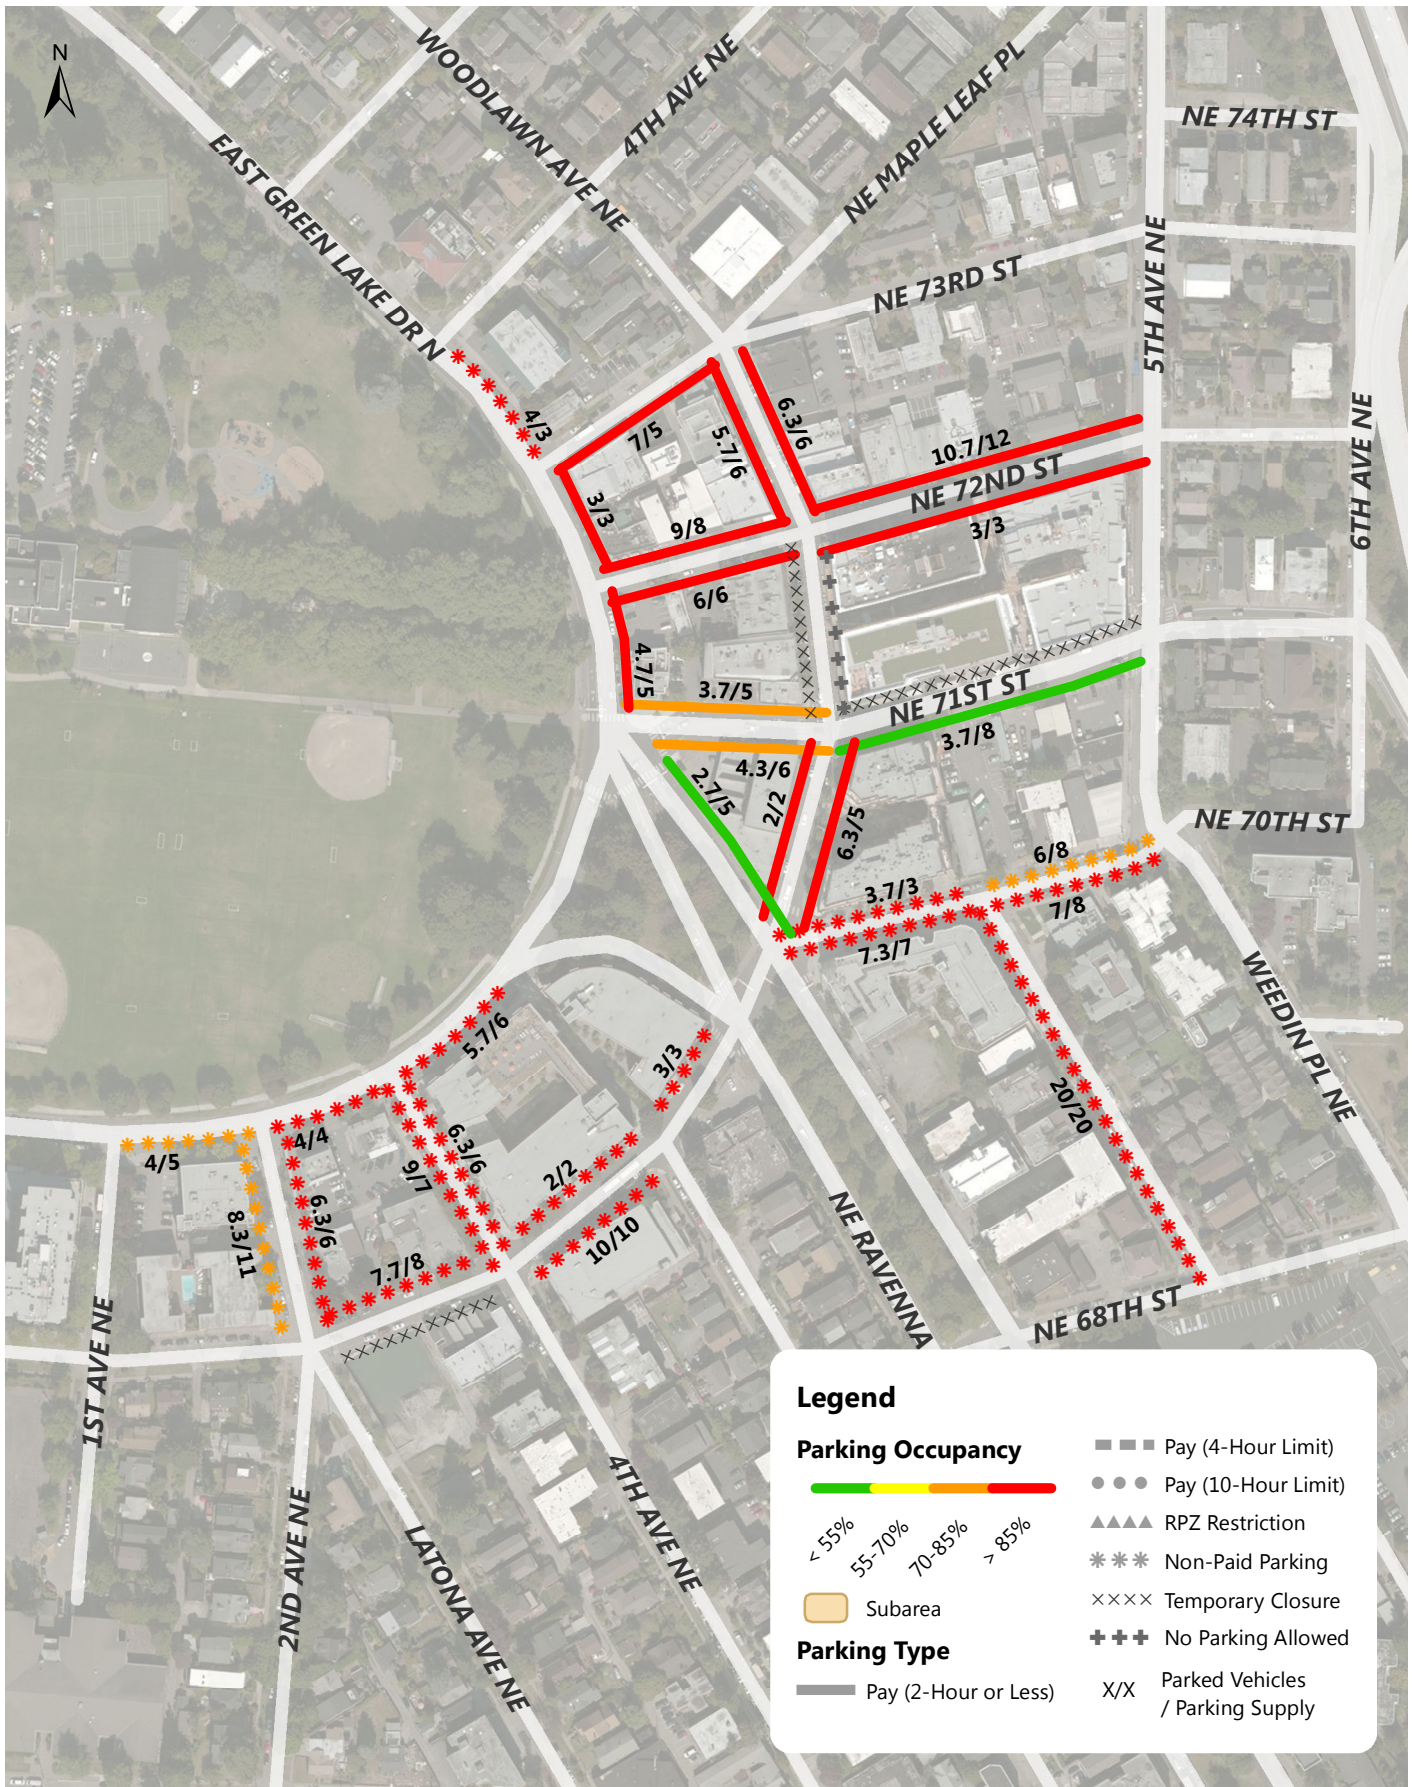 N
WOODLAWN AVE NE
4TH AVE NE
NE MAPLE LEAF PL
NE 74TH ST
EAST GREEN LAKE DR N
NE 73RD ST
5TH AVE NE
6TH AVE NE
4/3
7/5
5.7/6
6.3/6
10.7/12
NE 72ND ST
3/3
9/8
3/3
6/6
4.7/5
3.7/5
NE 71ST ST
3.7/8
4.3/6
2.7/5
2/2
6.3/5
NE 70TH ST
6/8
3.7/3
7/8
7.3/7
WEEDIN PL NE
5.7/6
3/3
20/20
4/4
6.3/6
4/5
9/7
2/2
6.3/6
8.3/11
10/10
7.7/8
NE RAVENNA
NE 68TH ST
1ST AVE NE
2ND AVE NE
LATONA AVE NE
4TH AVE NE
Legend
Parking Occupancy
< 55%
55-70%
70-85%
> 85%
Subarea
Parking Type
Pay (2-Hour or Less)
Pay (4-Hour Limit)
Pay (10-Hour Limit)
RPZ Restriction
Non-Paid Parking
Temporary Closure
No Parking Allowed
X/X
Parked Vehicles
/ Parking Supply